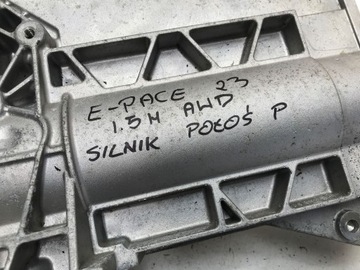 E-PACE 23
1.5H AWD
SILNIK POŁOŚ P